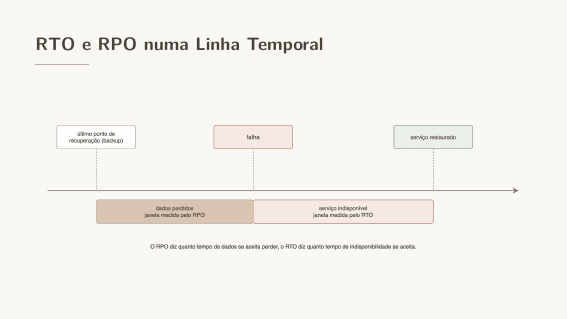 RTO e RPO numa Linha Temporal
último ponto de
recuperação (backup)
falha
serviço restaurado
dados perdidos
janela medida pelo RPO
serviço indisponível
janela medida pelo RTO
O RPO diz quanto tempo de dados se aceita perder, o RTO diz quanto tempo de indisponibilidade se aceita.